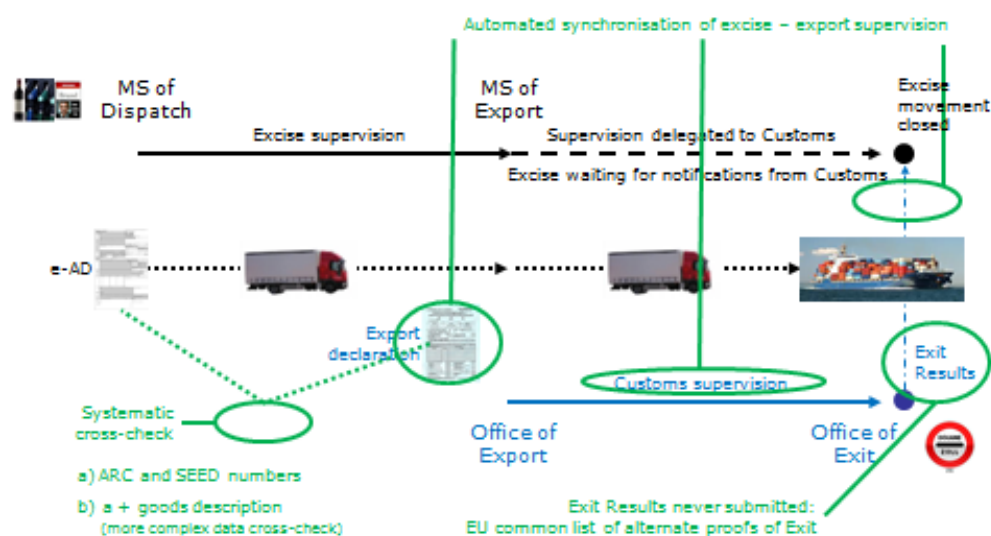 Automated synchronisation of excise – export supervision
MS of
Dispatch
MS of
Export
Excise
movement
closed
Excise supervision
Supervision delegated to Customs
Excise waiting for notifications from Customs
e-AD
Export
declaration
Customs supervision
Exit
Results
Systematic
cross-check
Office of
Export
Office of
Exit
a) ARC and SEED numbers
b) a + goods description
(more complex data cross-check)
Exit Results never submitted:
EU common list of alternate proofs of Exit